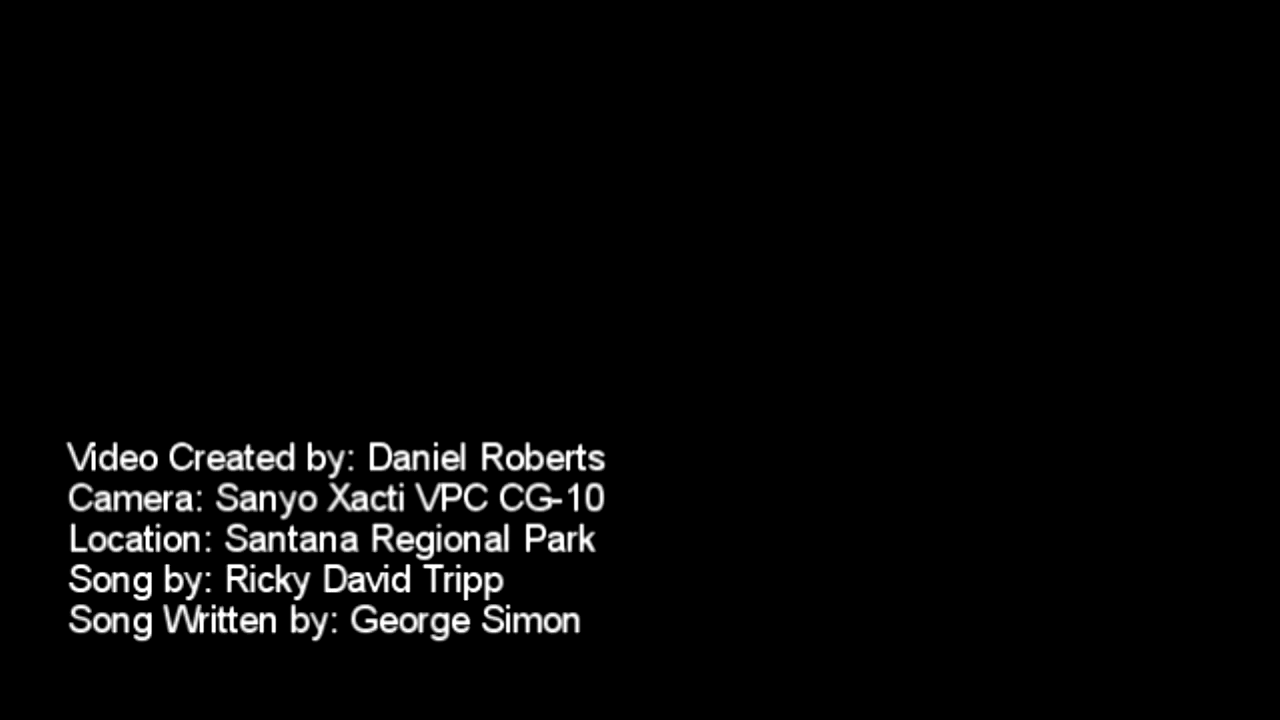 Video Created by: Daniel Roberts
Camera: Sanyo Xacti VPC CG-10
Location: Santana Regional Park
Song by: Ricky David Tripp
Song Written by: George Simon